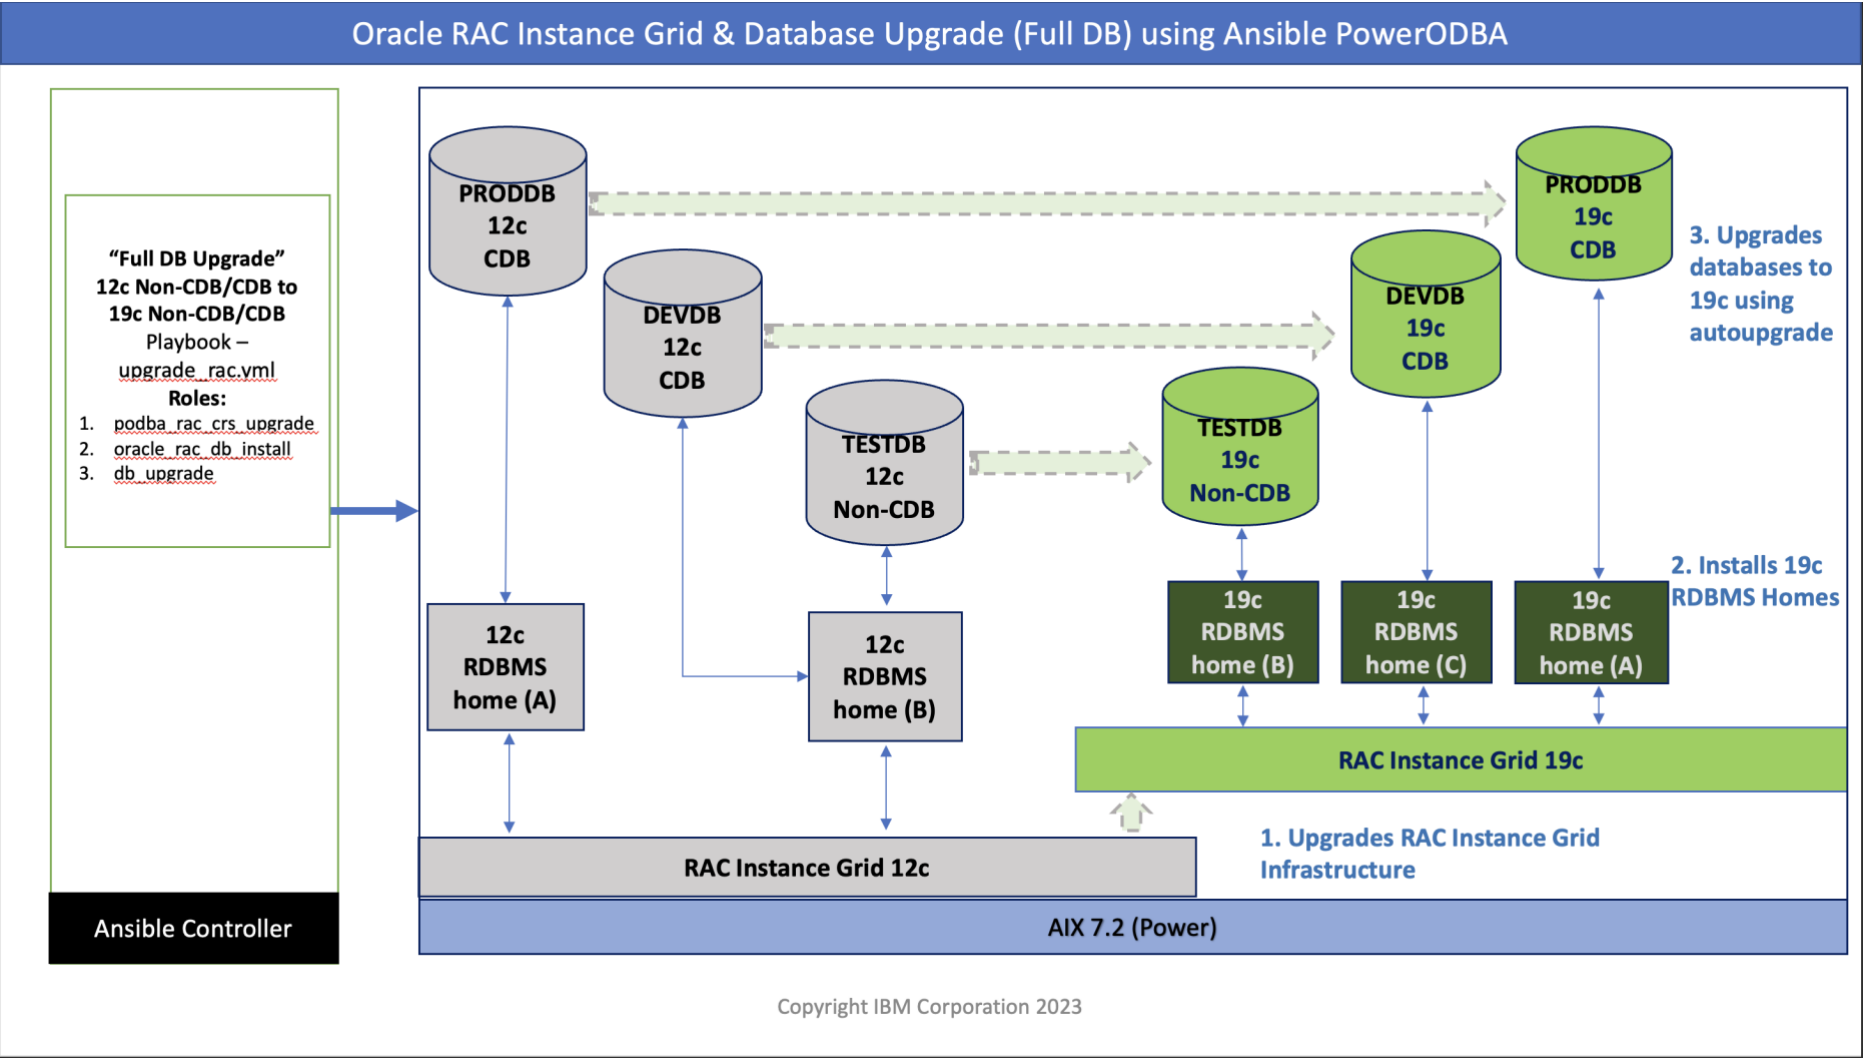 Oracle RAC Instance Grid & Database Upgrade (Full DB) using Ansible PowerODBA
“Full DB Upgrade”
12c Non-CDB/CDB to
19c Non-CDB/CDB
Playbook –
upgrade_rac.yml
Roles:
1. podba_rac_crs_upgrade
2. oracle_rac_db_install
3. db_upgrade
Ansible Controller
PRODDB
12c
CDB
DEVDB
12c
CDB
TESTDB
12c
Non-CDB
TESTDB
19c
Non-CDB
DEVDB
19c
CDB
PRODDB
19c
CDB
3. Upgrades
databases to
19c using
autoupgrade
12c
RDBMS
home (A)
12c
RDBMS
home (B)
19c
RDBMS
home (B)
19c
RDBMS
home (C)
19c
RDBMS
home (A)
2. Installs 19c
RDBMS Homes
RAC Instance Grid 19c
RAC Instance Grid 12c
1. Upgrades RAC Instance Grid
Infrastructure
AIX 7.2 (Power)
Copyright IBM Corporation 2023